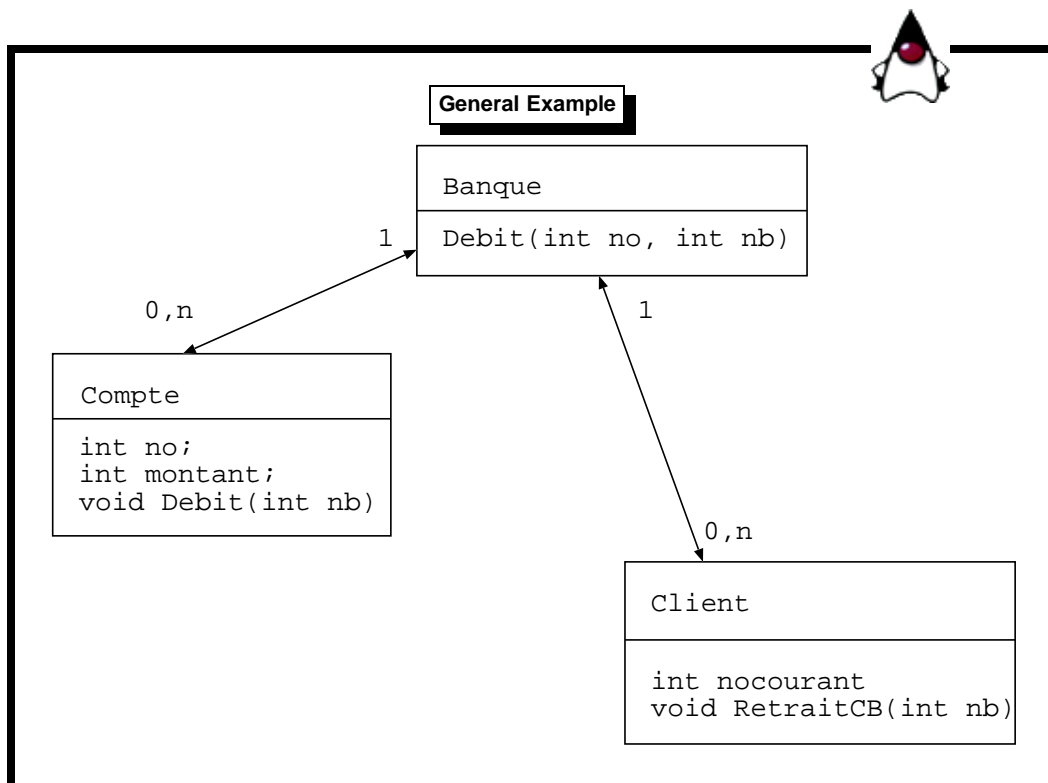 General Example
Banque
Debit(int no, int nb)
1
0,n
1
Compte
int no;
int montant;
void Debit(int nb)
0,n
Client
int nocourant
void RetraitCB(int nb)